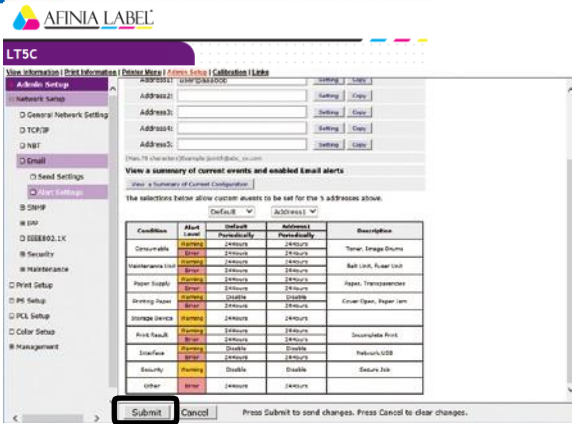 AFINIA LABEL
LT5C
View Information | Print Information | Printer Menu | Admin Setup | Calibration | Links
Admin Setup
Network Setup
General Network Setting
TCP/IP
NBT
Email
Send Settings
Alert Settings
SNMP
IPP
IEEE802.1X
Security
Maintenance
Print Setup
PS Setup
PCL Setup
Color Setup
Management
Address1:
Setting Copy
Address2: Setting Copy
Address3: Setting Copy
Address4: Setting Copy
Address5: Setting Copy
View a summary of current events and enabled Email alerts
View a Summary of Current Configuration
The selections below allow custom events to be set for the 5 addresses above.
Default Address1
Condition Alert Level Default Periodically Address1 Periodically Description
Consumable Warning 24Hours 24Hours Toner, Image Drums
Error 24Hours 24Hours
Maintenance Unit Warning 24Hours 24Hours Belt Unit, Fuser Unit
Error 24Hours 24Hours
Paper Supply Warning 24Hours 24Hours Paper, Transparencies
Error 24Hours 24Hours
Printing Paper Warning Disable Disable Cover Open, Paper Jam
Error 24Hours 24Hours
Storage Device Warning 24Hours 24Hours
Print Result Warning 24Hours 24Hours Incomplete Print
Error 24Hours 24Hours
Interface Warning Disable Disable Network,USB
Error 24Hours 24Hours
Security Warning Disable Disable Secure Job
Other Error 24Hours 24Hours
Submit Cancel Press Submit to send changes. Press Cancel to clear changes.